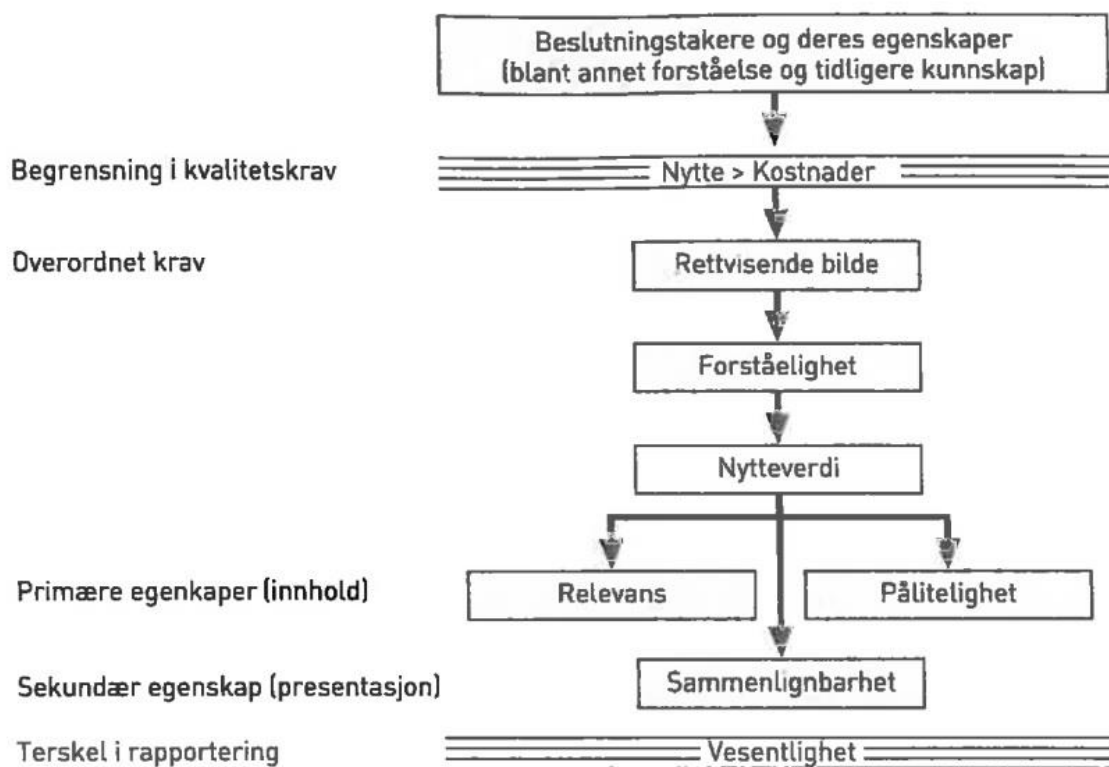 Beslutningstakere og deres egenskaper
(blant annet forståelse og tidligere kunnskap)
Begrensning i kvalitetskrav
Nytte > Kostnader
Overordnet krav
Rettvisende bilde
Forståelighet
Nytteverdi
Primære egenkaper (innhold)
Relevans
Pålitelighet
Sekundær egenskap (presentasjon)
Sammenlignbarhet
Terskel i rapportering
Vesentlighet